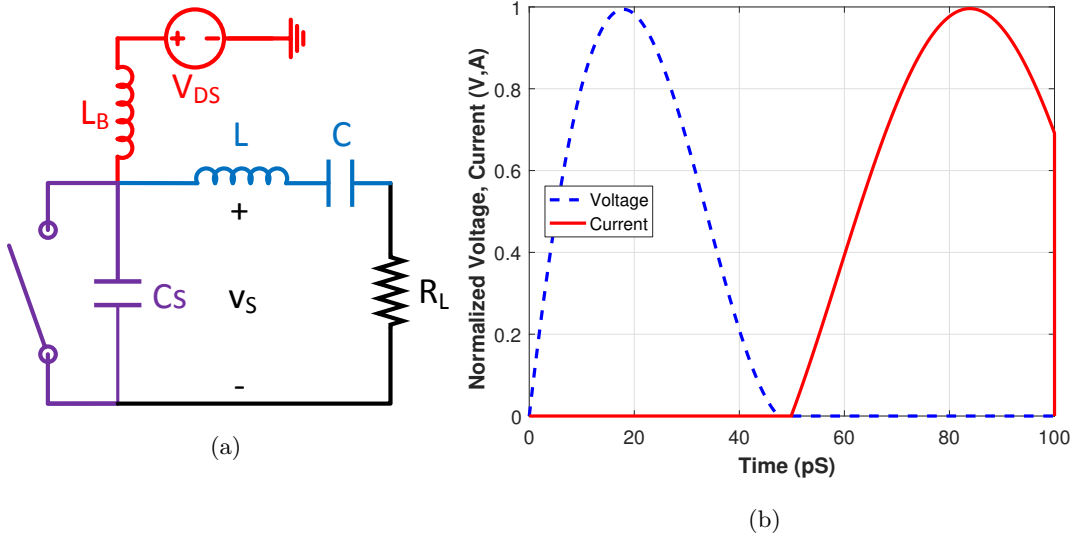 + -
V_DS
L_B
L
C
+
Cs
v_S
R_L
-
(a)
Normalized Voltage, Current (V,A)
1
0.8
0.6
0.4
0.2
0
Voltage
Current
0 20 40 60 80 100
Time (pS)
(b)